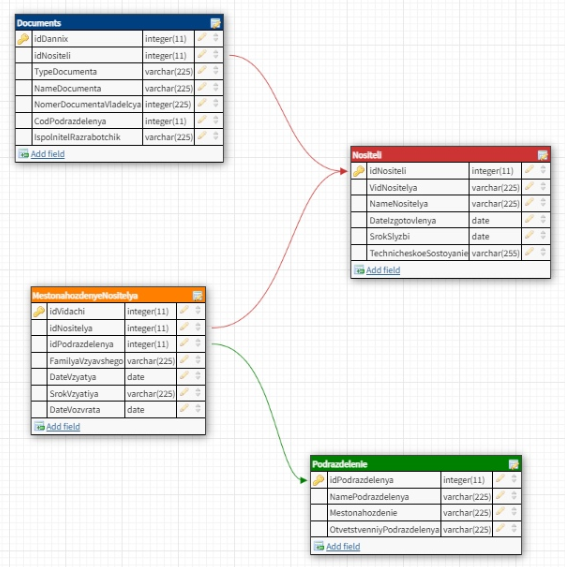 Documents
idDannix integer(11)
idNositeli integer(11)
TypeDocumenta varchar(225)
NameDocumenta varchar(225)
NomerDocumentaVladelcya integer(225)
CodPodrazdelenya integer(11)
IspolnitelRazrabotchik varchar(225)
Add field
Nositeli
idNositeli integer(11)
VidNositelya varchar(225)
NameNositelya varchar(225)
DateIzgotovlenya date
SrokSlyzbi date
TechnicheskoeSostoyanie varchar(255)
Add field
MestonahozdenyeNositelya
idVidachi integer(11)
idNositelya integer(11)
idPodrazdelenya integer(11)
FamilyaVzyavshego varchar(225)
DateVzyatya date
SrokVzyatiya varchar(225)
DateVozvrata date
Add field
Podrazdelenie
idPodrazdelenya integer(11)
NamePodrazdelenya varchar(225)
Mestonahozdenie varchar(225)
OtvetstvenniyPodrazdelenya varchar(225)
Add field